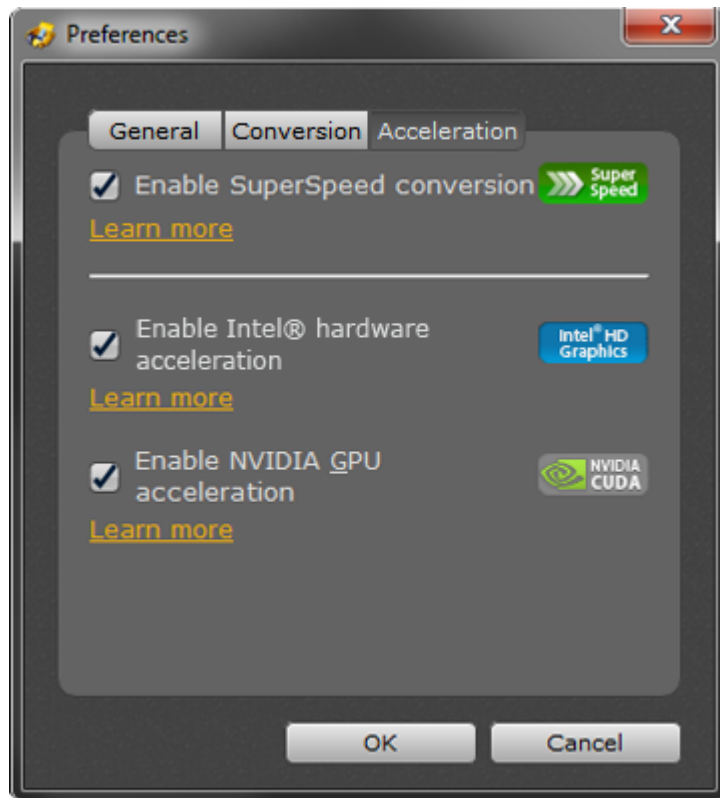 Preferences
General Conversion Acceleration
Enable SuperSpeed conversion
Super
Speed
Learn more
Enable Intel® hardware
acceleration
Intel® HD
Graphics
Learn more
Enable NVIDIA GPU
acceleration
NVIDIA
CUDA
Learn more
OK Cancel